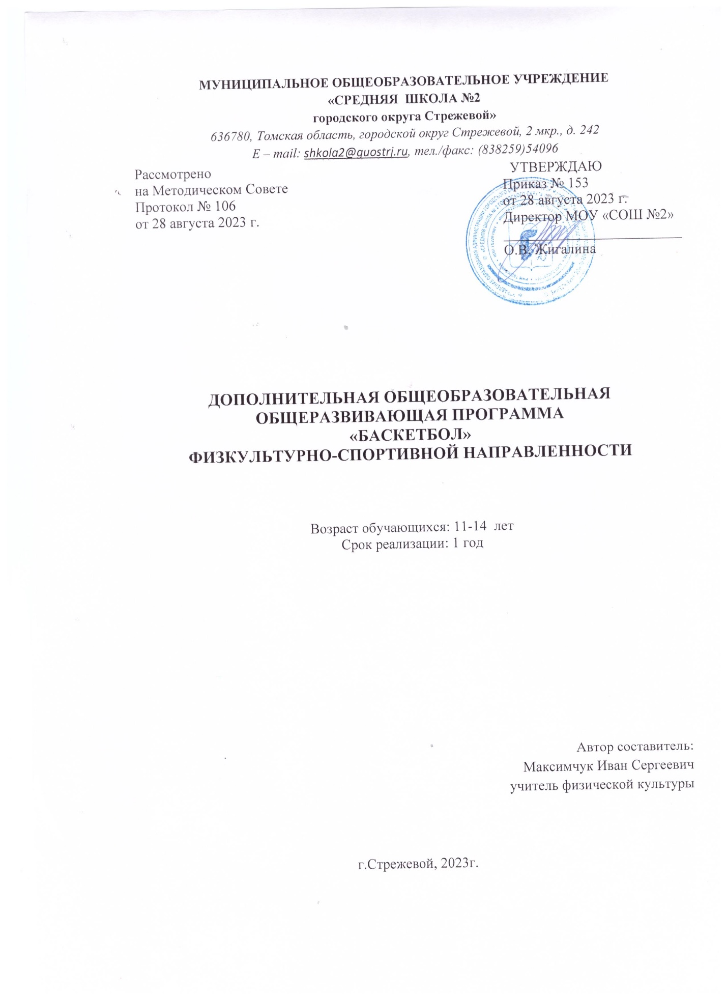 МУНИЦИПАЛЬНОЕ ОБЩЕОБРАЗОВАТЕЛЬНОЕ УЧРЕЖДЕНИЕ
«СРЕДНЯЯ ШКОЛА №2
городского округа Стрежевой»
636780, Томская область, городской округ Стрежевой, 2 мкр., д. 242
E – mail: shkola2@guostrj.ru, тел./факс: (838259)54096
Рассмотрено
на Методическом Совете
Протокол № 106
от 28 августа 2023 г.
УТВЕРЖДАЮ
Приказ № 153
от 28 августа 2023 г.
Директор МОУ «СОШ №2»
О.В. Жигалина
ДОПОЛНИТЕЛЬНАЯ ОБЩЕОБРАЗОВАТЕЛЬНАЯ
ОБЩЕРАЗВИВАЮЩАЯ ПРОГРАММА
«БАСКЕТБОЛ»
ФИЗКУЛЬТУРНО-СПОРТИВНОЙ НАПРАВЛЕННОСТИ
Возраст обучающихся: 11-14 лет
Срок реализации: 1 год
Автор составитель:
Максимчук Иван Сергеевич
учитель физической культуры
г.Стрежевой, 2023г.